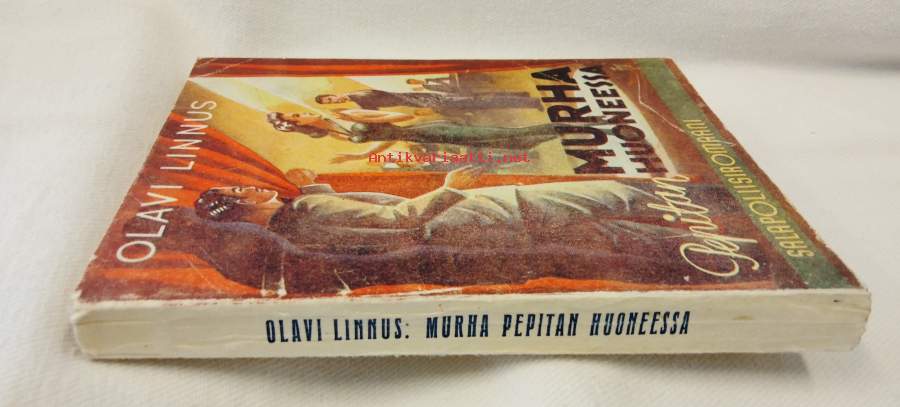 OLAVI LINNUS
MURHA
Pepitan
HUONEESSA
SALAPOLIISIROMAANI
Antikvariaatti.net
OLAVI LINNUS: MURHA PEPITAN HUONEESSA